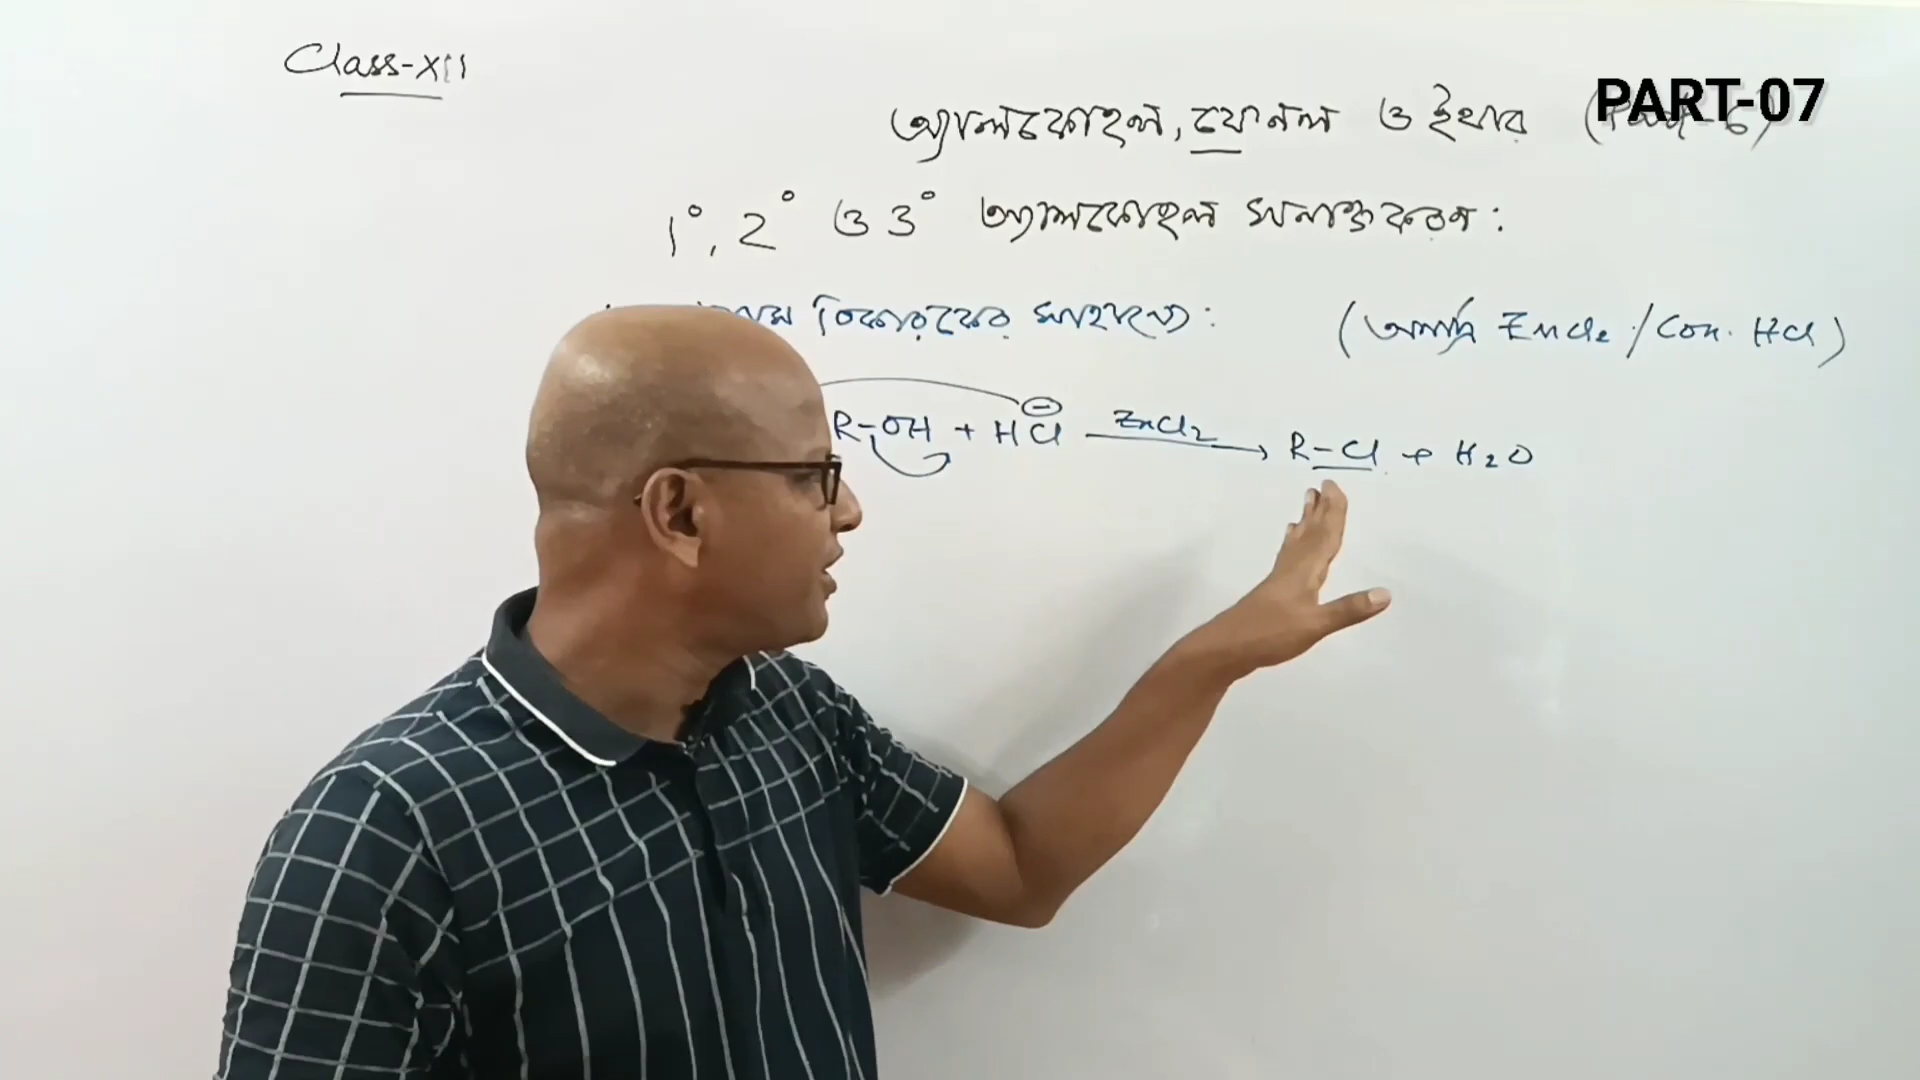 Class-XII
PART-07
অ্যালকোহল, ফেনল ও ইথার
1°, 2° ও 3° অ্যালকোহল সনাক্তকরণ :
বিকারকের সাহায্যে : (অনার্দ্র ZnCl₂ / Con. HCl)
R-OH + HCl ZnCl₂ → R-Cl + H₂O